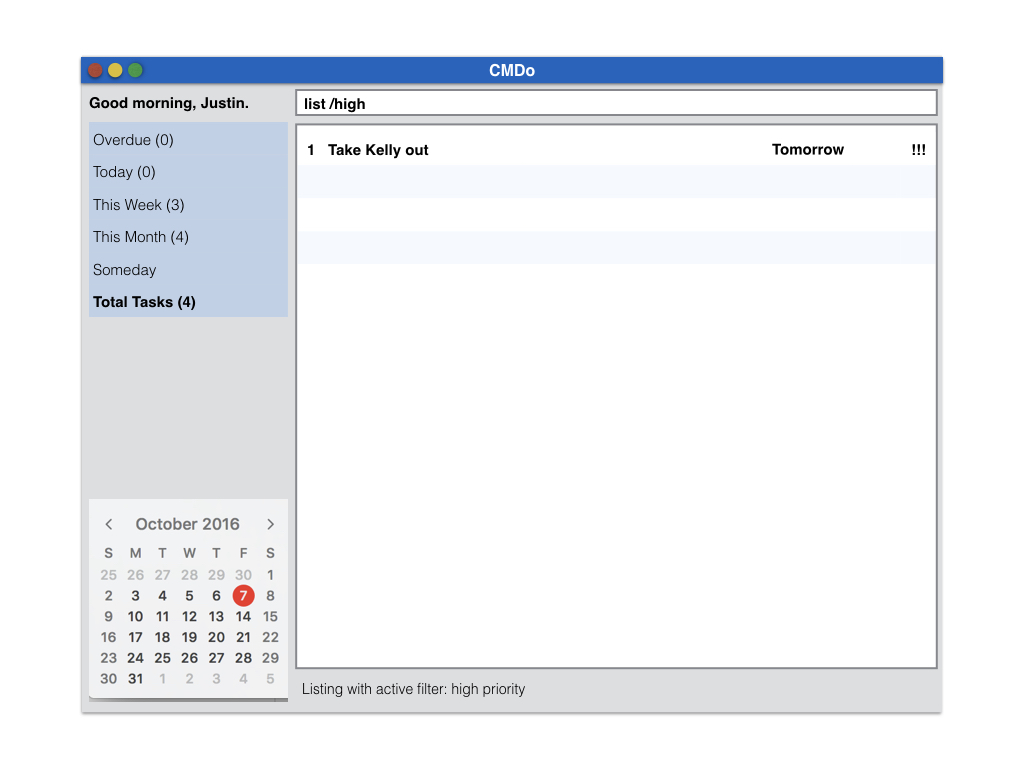 CMDo
Good morning, Justin.
list /high
Overdue (0)
Today (0)
This Week (3)
This Month (4)
Someday
Total Tasks (4)
1 Take Kelly out Tomorrow !!!
< October 2016 >
S M T W T F S
25 26 27 28 29 30 1
2 3 4 5 6 7 8
9 10 11 12 13 14 15
16 17 18 19 20 21 22
23 24 25 26 27 28 29
30 31 1 2 3 4 5
Listing with active filter: high priority